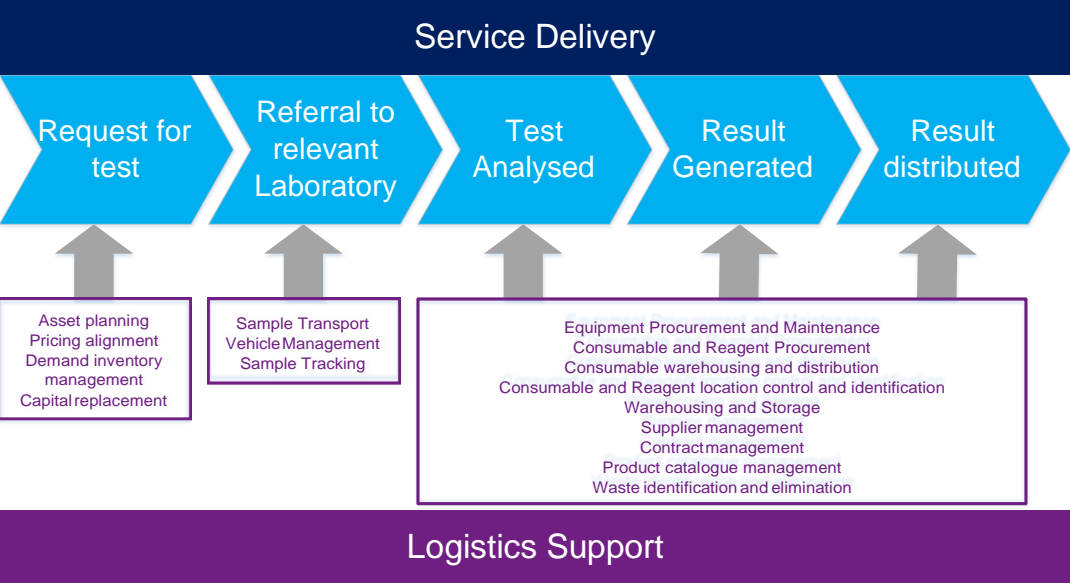 Service Delivery
Request for
test
Referral to
relevant
Laboratory
Test
Analysed
Result
Generated
Result
distributed
Asset planning
Pricing alignment
Demand inventory
management
Capital replacement
Sample Transport
Vehicle Management
Sample Tracking
Equipment Procurement and Maintenance
Consumable and Reagent Procurement
Consumable warehousing and distribution
Consumable and Reagent location control and identification
Warehousing and Storage
Supplier management
Contract management
Product catalogue management
Waste identification and elimination
Logistics Support